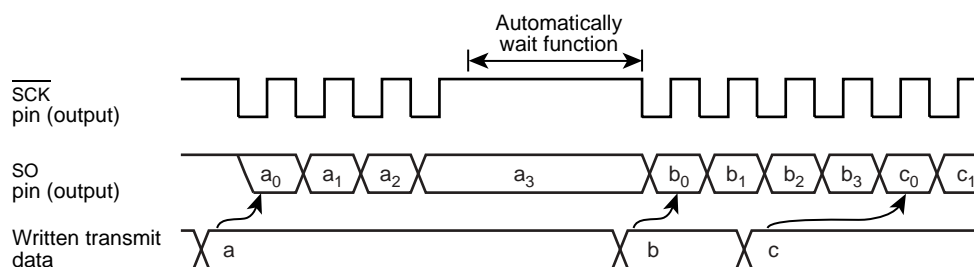 Automatically
wait function
SCK
pin (output)
SO
pin (output)
a0 a1 a2 a3 b0 b1 b2 b3 c0 c1
Written transmit
data
a b c